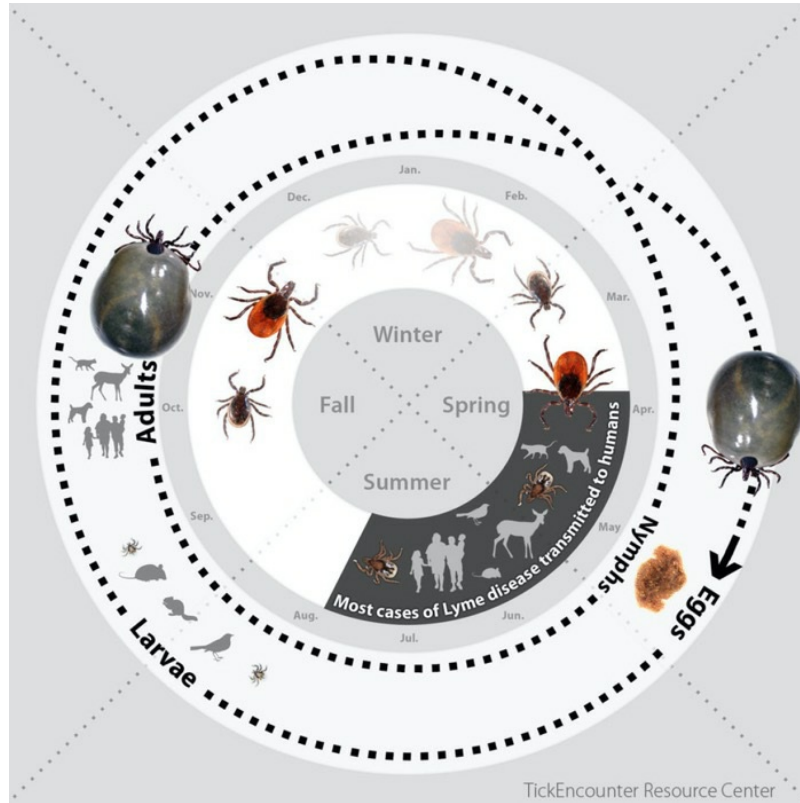 Jan.
Feb.
Mar.
Apr.
May
Jun.
Jul.
Aug.
Sep.
Oct.
Nov.
Dec.
Winter
Fall
Spring
Summer
Adults
Larvae
Nymphs
Eggs
Most cases of Lyme disease transmitted to humans
TickEncounter Resource Center